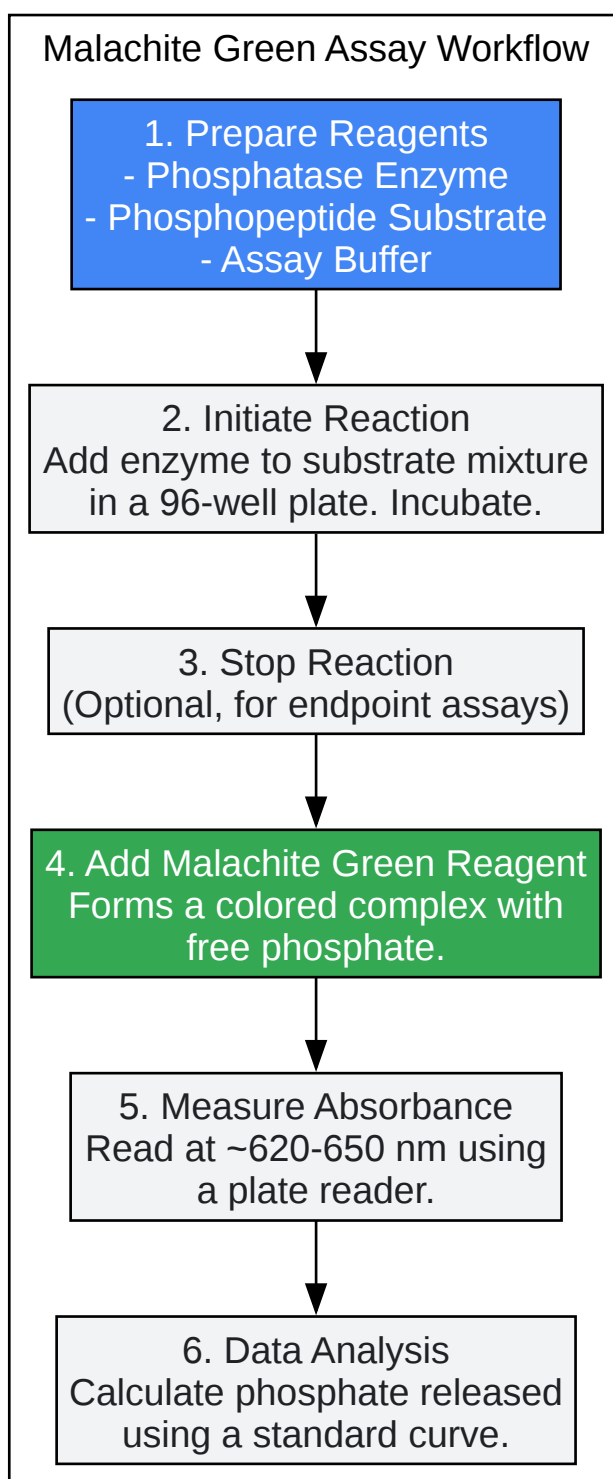 Malachite Green Assay Workflow
1. Prepare Reagents
- Phosphatase Enzyme
- Phosphopeptide Substrate
- Assay Buffer
2. Initiate Reaction
Add enzyme to substrate mixture
in a 96-well plate. Incubate.
3. Stop Reaction
(Optional, for endpoint assays)
4. Add Malachite Green Reagent
Forms a colored complex with
free phosphate.
5. Measure Absorbance
Read at ~620-650 nm using
a plate reader.
6. Data Analysis
Calculate phosphate released
using a standard curve.